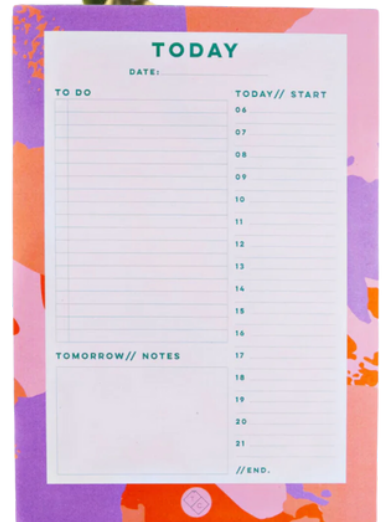 TODAY
DATE:
TO DO
TODAY// START
06
07
08
09
10
11
12
13
14
15
16
17
18
19
20
21
//END.
TOMORROW// NOTES